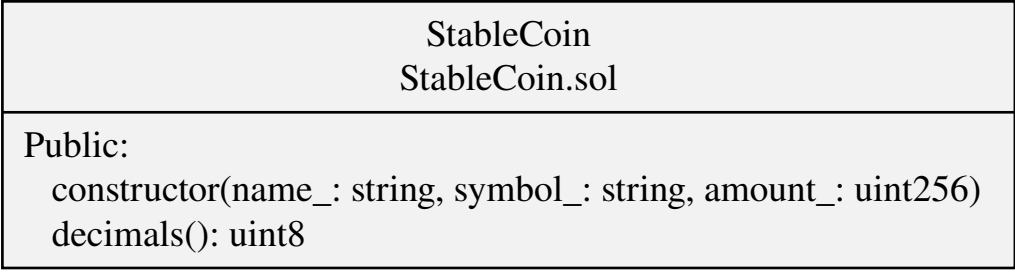 StableCoin
StableCoin.sol
Public:
constructor(name_: string, symbol_: string, amount_: uint256)
decimals(): uint8